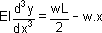 EI d³y/dx³ = wL/2 - w.x